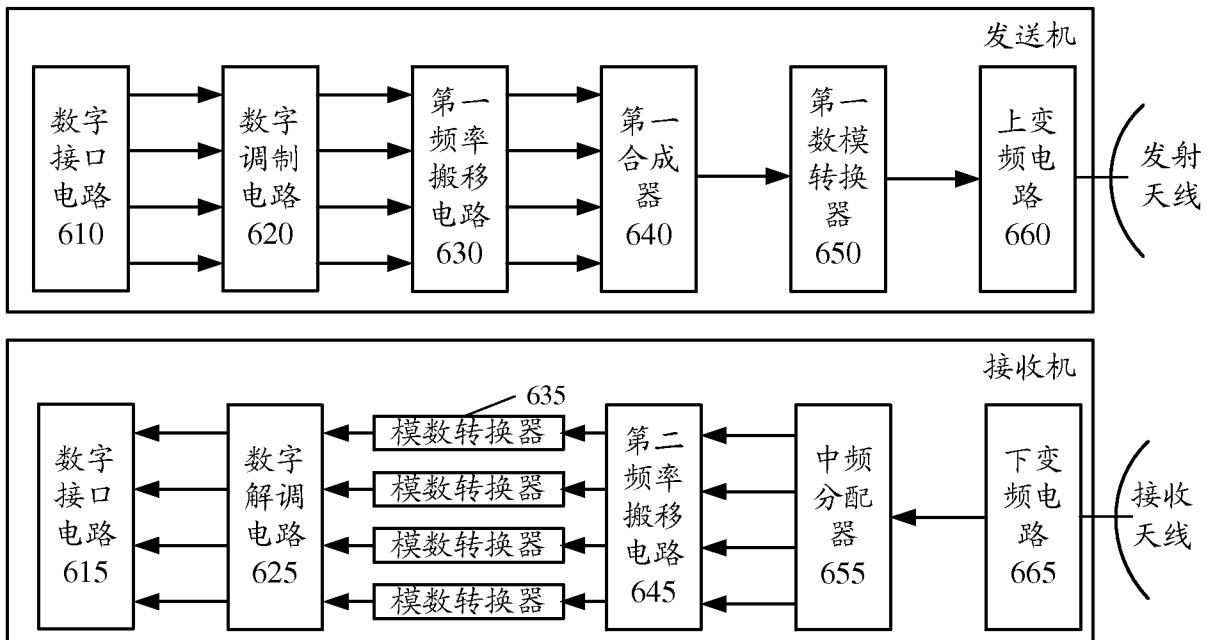 发送机
数字
接口
电路
610
数字
调制
电路
620
第一
频率
搬移
电路
630
第一
合成
器
640
第一
数模
转换
器
650
上变
频电
路
660
发射
天线
接收机
数字
接口
电路
615
数字
解调
电路
625
635
模数转换器
模数转换器
模数转换器
模数转换器
第二
频率
搬移
电路
645
中频
分配
器
655
下变
频电
路
665
接收
天线